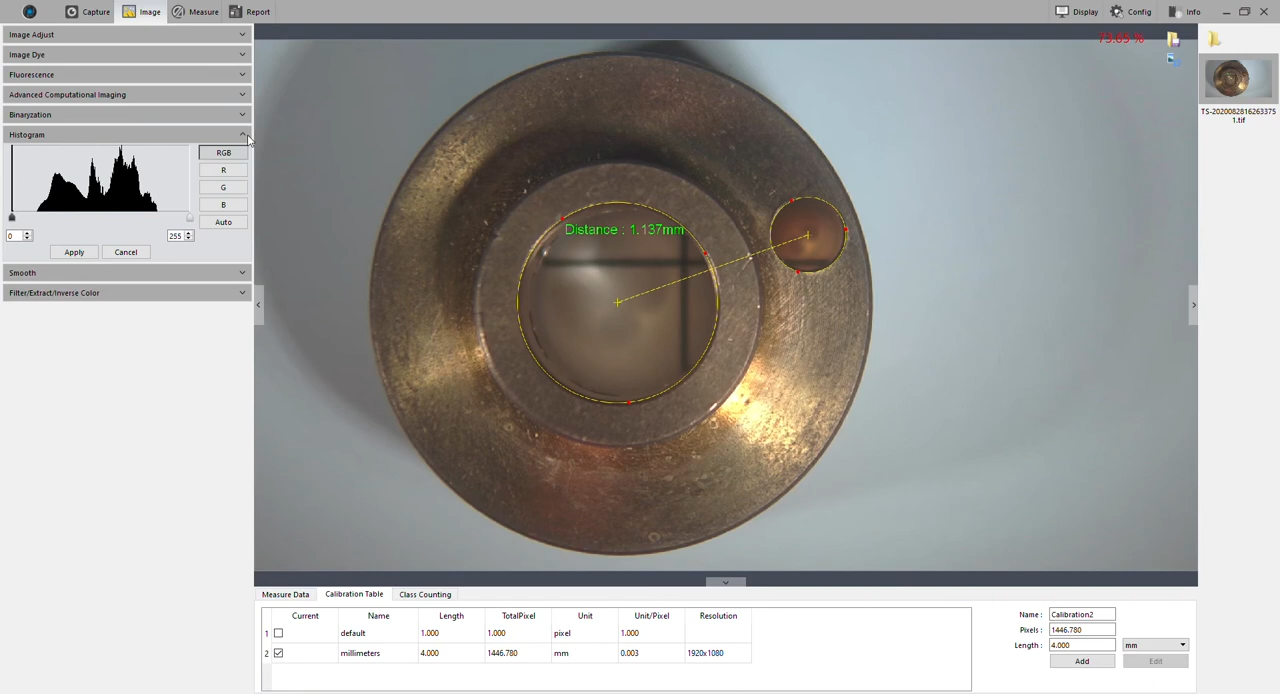 Capture Image Measure Report Display Config Info
Image Adjust
Image Dye
Fluorescence
Advanced Computational Imaging
Binaryzation
Histogram
RGB
R
G
B
Auto
0 255
Apply Cancel
Smooth
Filter/Extract/Inverse Color
73.65 %
Distance : 1.137mm
TS-2020082816263375
1.tif
Measure Data Calibration Table Class Counting
Current Name Length TotalPixel Unit Unit/Pixel Resolution
1 default 1.000 1.000 pixel 1.000
2 millimeters 4.000 1446.780 mm 0.003 1920x1080
Name : Calibration2
Pixels : 1446.780
Length : 4.000 mm
Add Edit